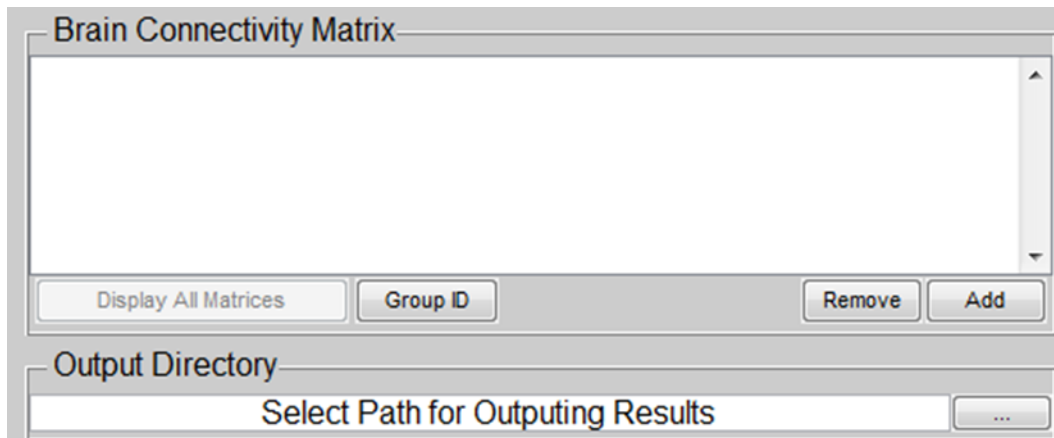 Brain Connectivity Matrix
Display All Matrices Group ID Remove Add
Output Directory
Select Path for Outputing Results ...